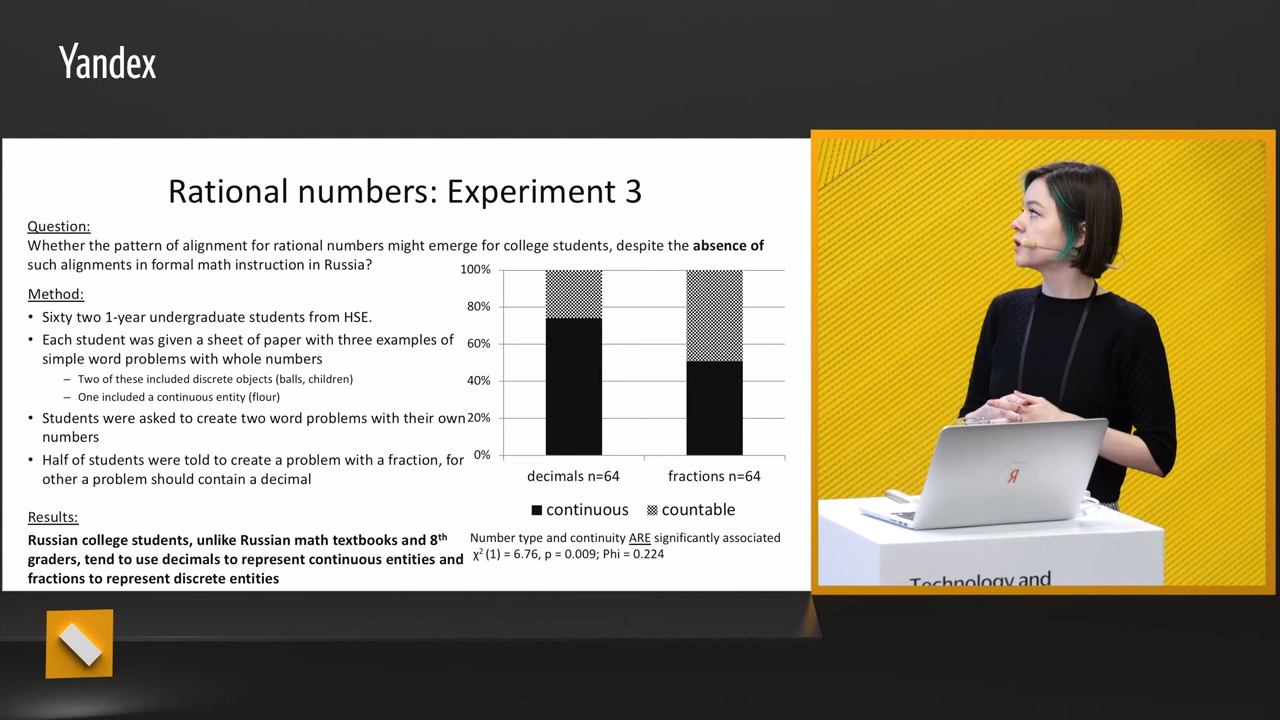 Yandex
Rational numbers: Experiment 3
Question:
Whether the pattern of alignment for rational numbers might emerge for college students, despite the absence of
such alignments in formal math instruction in Russia?
Method:
• Sixty two 1-year undergraduate students from HSE.
• Each student was given a sheet of paper with three examples of
simple word problems with whole numbers
– Two of these included discrete objects (balls, children)
– One included a continuous entity (flour)
• Students were asked to create two word problems with their own
numbers
• Half of students were told to create a problem with a fraction, for
other a problem should contain a decimal
Results:
Russian college students, unlike Russian math textbooks and 8th
graders, tend to use decimals to represent continuous entities and
fractions to represent discrete entities
100%
80%
60%
40%
20%
0%
decimals n=64 fractions n=64
continuous countable
Number type and continuity ARE significantly associated
χ² (1) = 6.76, p = 0.009; Phi = 0.224
Я
Technology and